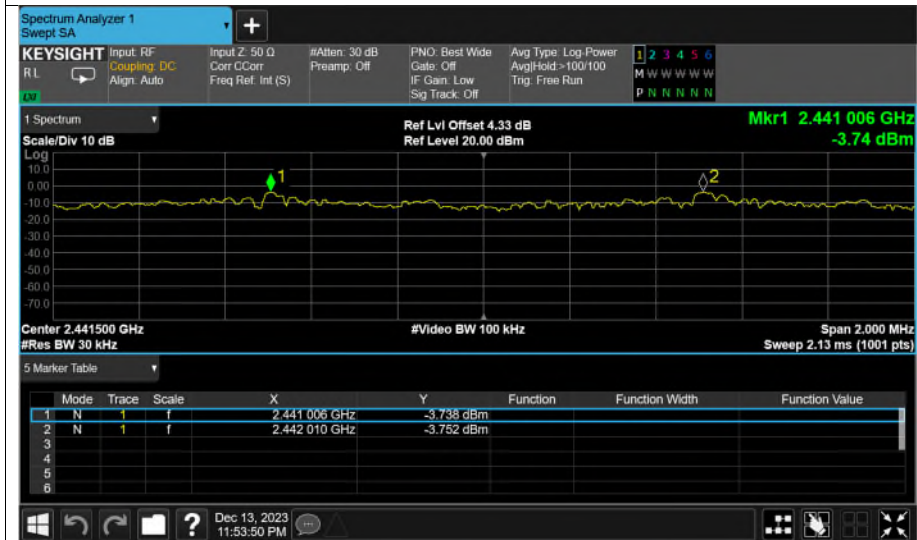 Spectrum Analyzer 1
Swept SA
+
KEYSIGHT
RL
LXI
Input: RF
Coupling: DC
Align: Auto
Input Z: 50 Ω
Corr CCorr
Freq Ref: Int (S)
#Atten: 30 dB
Preamp: Off
PNO: Best Wide
Gate: Off
IF Gain: Low
Sig Track: Off
Avg Type: Log-Power
Avg|Hold:>100/100
Trig: Free Run
1 2 3 4 5 6
M W W W W W
P N N N N N
1 Spectrum
Scale/Div 10 dB
Ref Lvl Offset 4.33 dB
Ref Level 20.00 dBm
Mkr1 2.441 006 GHz
-3.74 dBm
Log
10.0
0.00
-10.0
-20.0
-30.0
-40.0
-50.0
-60.0
-70.0
1
2
Center 2.441500 GHz
#Res BW 30 kHz
#Video BW 100 kHz
Span 2.000 MHz
Sweep 2.13 ms (1001 pts)
5 Marker Table
Mode Trace Scale X Y Function Function Width Function Value
1 N 1 f 2.441 006 GHz -3.738 dBm
2 N 1 f 2.442 010 GHz -3.752 dBm
3
4
5
6
?
Dec 13, 2023
11:53:50 PM